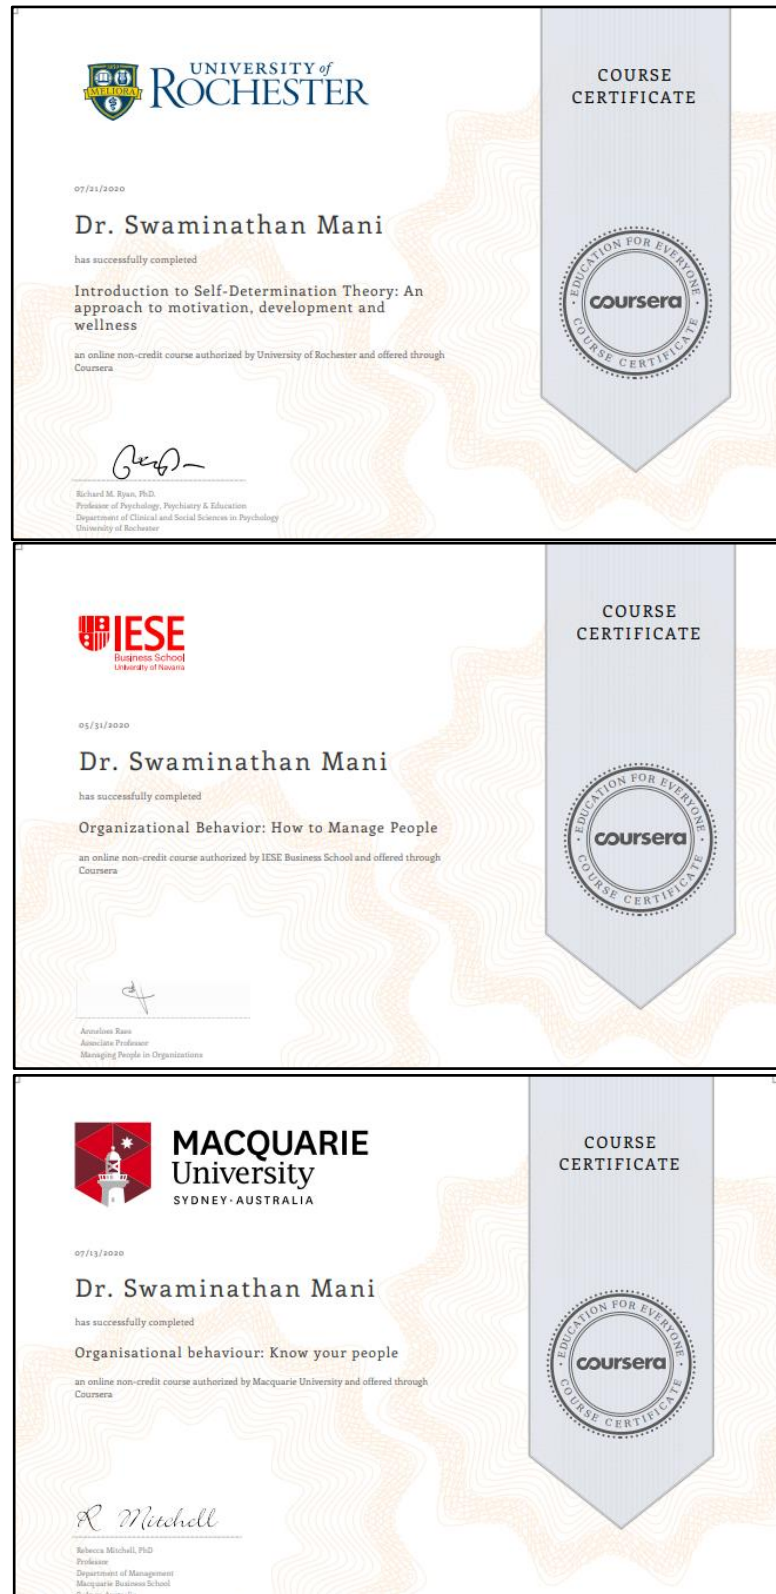 UNIVERSITY of
ROCHESTER
MELIORA
COURSE
CERTIFICATE
07/21/2020
Dr. Swaminathan Mani
has successfully completed
Introduction to Self-Determination Theory: An
approach to motivation, development and
wellness
an online non-credit course authorized by University of Rochester and offered through
Coursera
EDUCATION FOR EVERYONE
coursera
COURSE CERTIFICATE
Richard M. Ryan, PhD.
Professor of Psychology, Psychiatry & Education
Department of Clinical and Social Sciences in Psychology
University of Rochester
IESE
Business School
University of Navarra
COURSE
CERTIFICATE
05/31/2020
Dr. Swaminathan Mani
has successfully completed
Organizational Behavior: How to Manage People
an online non-credit course authorized by IESE Business School and offered through
Coursera
EDUCATION FOR EVERYONE
coursera
COURSE CERTIFICATE
Anneloes Raes
Associate Professor
Managing People in Organizations
MACQUARIE
University
SYDNEY·AUSTRALIA
COURSE
CERTIFICATE
07/13/2020
Dr. Swaminathan Mani
has successfully completed
Organisational behaviour: Know your people
an online non-credit course authorized by Macquarie University and offered through
Coursera
EDUCATION FOR EVERYONE
coursera
COURSE CERTIFICATE
R Mitchell
Rebecca Mitchell, PhD
Professor
Department of Management
Macquarie Business School